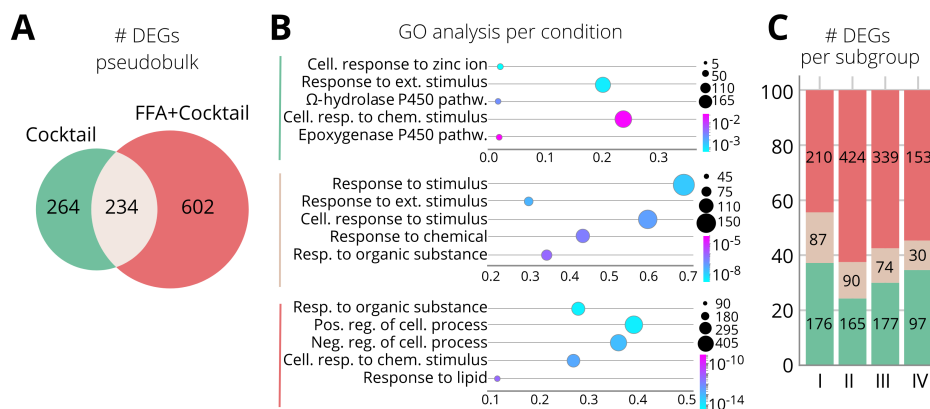 A
# DEGs
pseudobulk
Cocktail
FFA+Cocktail
264
234
602
B
GO analysis per condition
Cell. response to zinc ion
Response to ext. stimulus
Ω-hydrolase P450 pathw.
Cell. resp. to chem. stimulus
Epoxygenase P450 pathw.
0.0 0.1 0.2 0.3
5
50
110
165
10-2
10-3
Response to stimulus
Response to ext. stimulus
Cell. response to stimulus
Response to chemical
Resp. to organic substance
0.2 0.3 0.4 0.5 0.6 0.7
45
75
110
150
10-5
10-8
Resp. to organic substance
Pos. reg. of cell. process
Neg. reg. of cell. process
Cell. resp. to chem. stimulus
Response to lipid
0.1 0.2 0.3 0.4 0.5
90
180
295
405
10-10
10-14
C
# DEGs
per subgroup
100
80
60
40
20
0
210 424 339 153
87 90 74 30
176 165 177 97
I II III IV